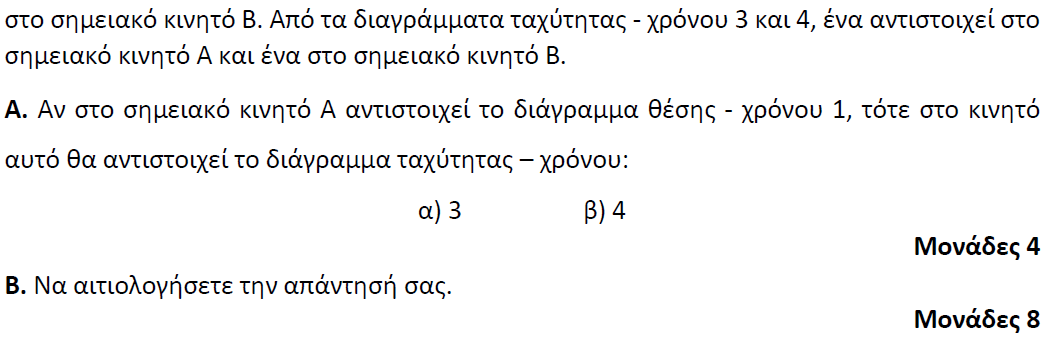 στο σημειακό κινητό Β. Από τα διαγράμματα ταχύτητας - χρόνου 3 και 4, ένα αντιστοιχεί στο
σημειακό κινητό Α και ένα στο σημειακό κινητό Β.
Α. Αν στο σημειακό κινητό Α αντιστοιχεί το διάγραμμα θέσης - χρόνου 1, τότε στο κινητό
αυτό θα αντιστοιχεί το διάγραμμα ταχύτητας – χρόνου:
α) 3 β) 4
Μονάδες 4
Β. Να αιτιολογήσετε την απάντησή σας.
Μονάδες 8